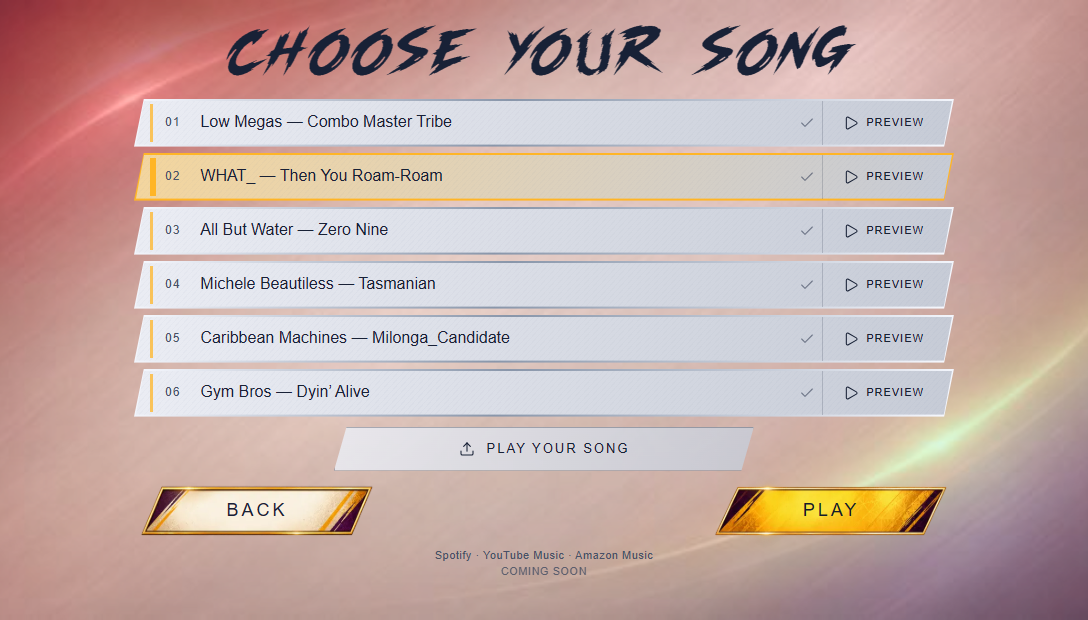 CHOOSE YOUR SONG
01 Low Megas — Combo Master Tribe PREVIEW
02 WHAT_ — Then You Roam-Roam PREVIEW
03 All But Water — Zero Nine PREVIEW
04 Michele Beautiless — Tasmanian PREVIEW
05 Caribbean Machines — Milonga_Candidate PREVIEW
06 Gym Bros — Dyin’ Alive PREVIEW
PLAY YOUR SONG
BACK PLAY
Spotify · YouTube Music · Amazon Music
COMING SOON